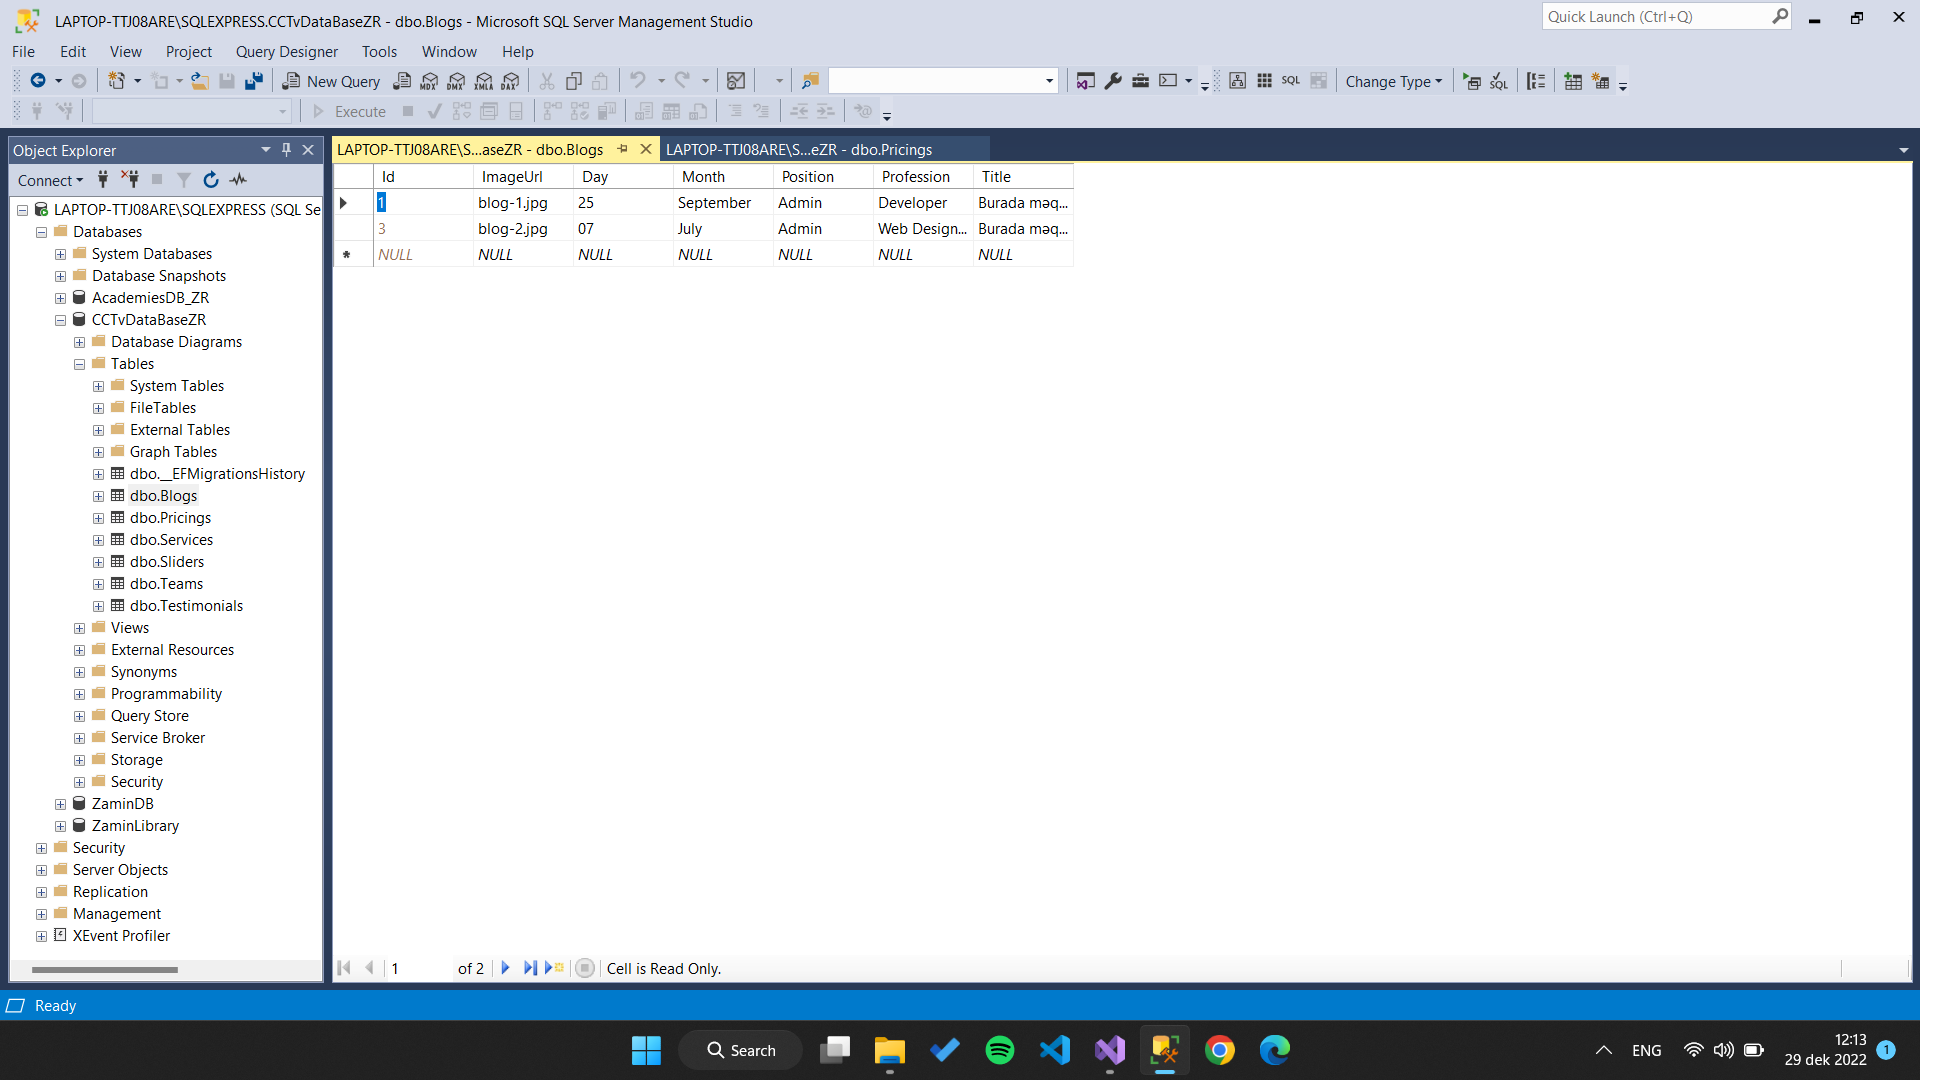 LAPTOP-TTJ08ARE\SQLEXPRESS.CCTvDataBaseZR - dbo.Blogs - Microsoft SQL Server Management Studio
Quick Launch (Ctrl+Q)
File Edit View Project Query Designer Tools Window Help
New Query MDX DMX XMLA DAX SQL Change Type SQL
Execute
Object Explorer
LAPTOP-TTJ08ARE\S...aseZR - dbo.Blogs
LAPTOP-TTJ08ARE\S...eZR - dbo.Pricings
Connect
LAPTOP-TTJ08ARE\SQLEXPRESS (SQL Se
Databases
System Databases
Database Snapshots
AcademiesDB_ZR
CCTvDataBaseZR
Database Diagrams
Tables
System Tables
FileTables
External Tables
Graph Tables
dbo.__EFMigrationsHistory
dbo.Blogs
dbo.Pricings
dbo.Services
dbo.Sliders
dbo.Teams
dbo.Testimonials
Views
External Resources
Synonyms
Programmability
Query Store
Service Broker
Storage
Security
ZaminDB
ZaminLibrary
Security
Server Objects
Replication
Management
XEvent Profiler
Id ImageUrl Day Month Position Profession Title
1 blog-1.jpg 25 September Admin Developer Burada məq...
3 blog-2.jpg 07 July Admin Web Design... Burada məq...
NULL NULL NULL NULL NULL NULL NULL
1 of 2 Cell is Read Only.
Ready
Search
ENG
12:13
29 dek 2022
1